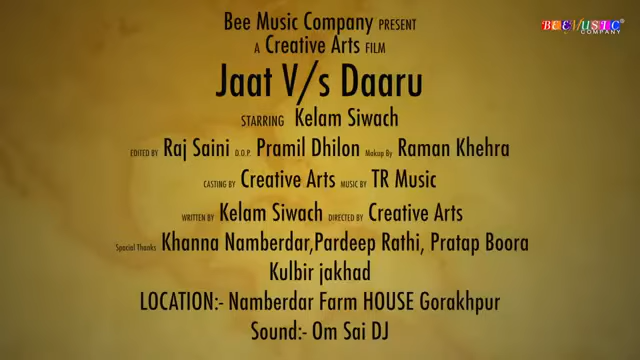 Bee Music Company PRESENT
BEE MUSIC®
COMPANY
A Creative Arts FILM
Jaat V/s Daaru
STARRING Kelam Siwach
EDITED BY Raj Saini D.O.P. Pramil Dhilon Makup By Raman Khehra
CASTING BY Creative Arts MUSIC BY TR Music
WRITTEN BY Kelam Siwach DIRECTED BY Creative Arts
Special Thanks Khanna Namberdar,Pardeep Rathi, Pratap Boora
Kulbir jakhad
LOCATION:- Namberdar Farm HOUSE Gorakhpur
Sound:- Om Sai DJ